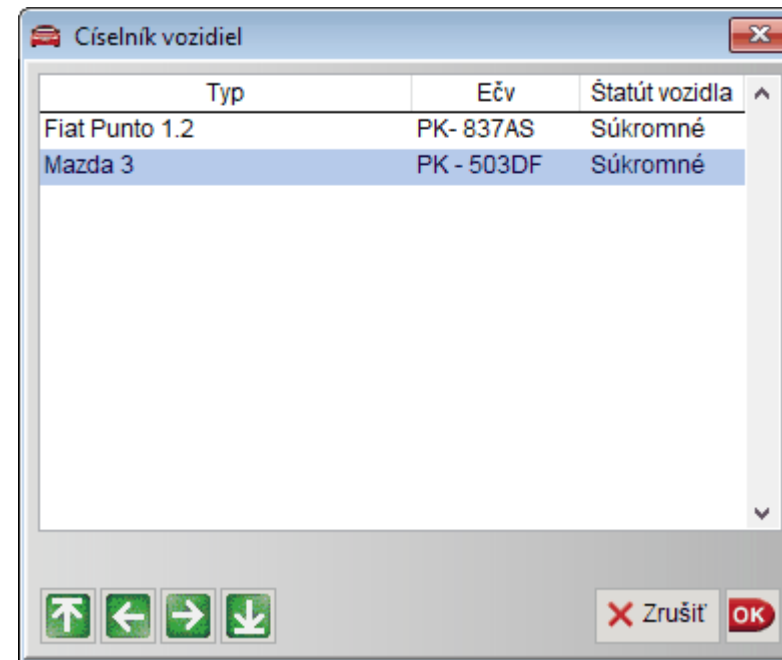 Číselník vozidiel
Typ Ečv Štatút vozidla
Fiat Punto 1.2 PK- 837AS Súkromné
Mazda 3 PK - 503DF Súkromné
Zrušiť OK